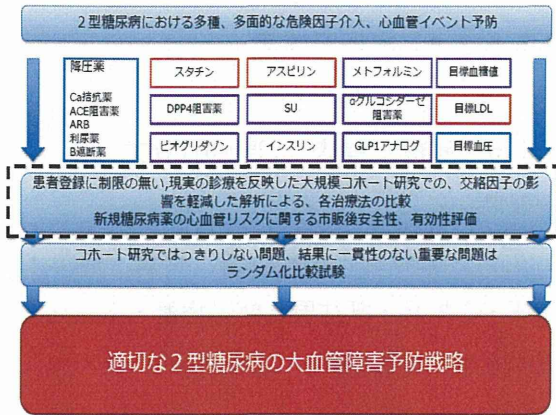 ２型糖尿病における多種、多面的な危険因子介入、心血管イベント予防
降圧薬
Ca拮抗薬
ACE阻害薬
ARB
利尿薬
B遮断薬
スタチン
アスピリン
メトフォルミン
目標血糖値
DPP4阻害薬
SU
αグルコシダーゼ
阻害薬
目標LDL
ピオグリダゾン
インスリン
GLP1アナログ
目標血圧
患者登録に制限の無い,現実の診療を反映した大規模コホート研究での、交絡因子の影
響を軽減した解析による、各治療法の比較
新規糖尿病薬の心血管リスクに関する市販後安全性、有効性評価
コホート研究ではっきりしない問題、結果に一貫性のない重要な問題は
ランダム化比較試験
適切な２型糖尿病の大血管障害予防戦略